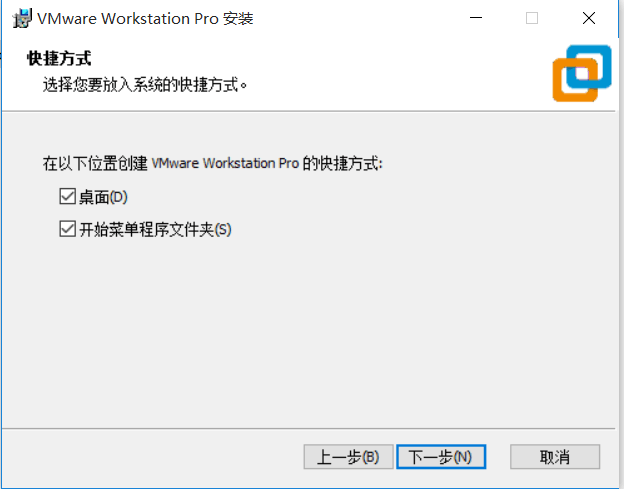 VMware Workstation Pro 安装
快捷方式
选择您要放入系统的快捷方式。
在以下位置创建 VMware Workstation Pro 的快捷方式:
桌面(D)
开始菜单程序文件夹(S)
上一步(B) 下一步(N) 取消